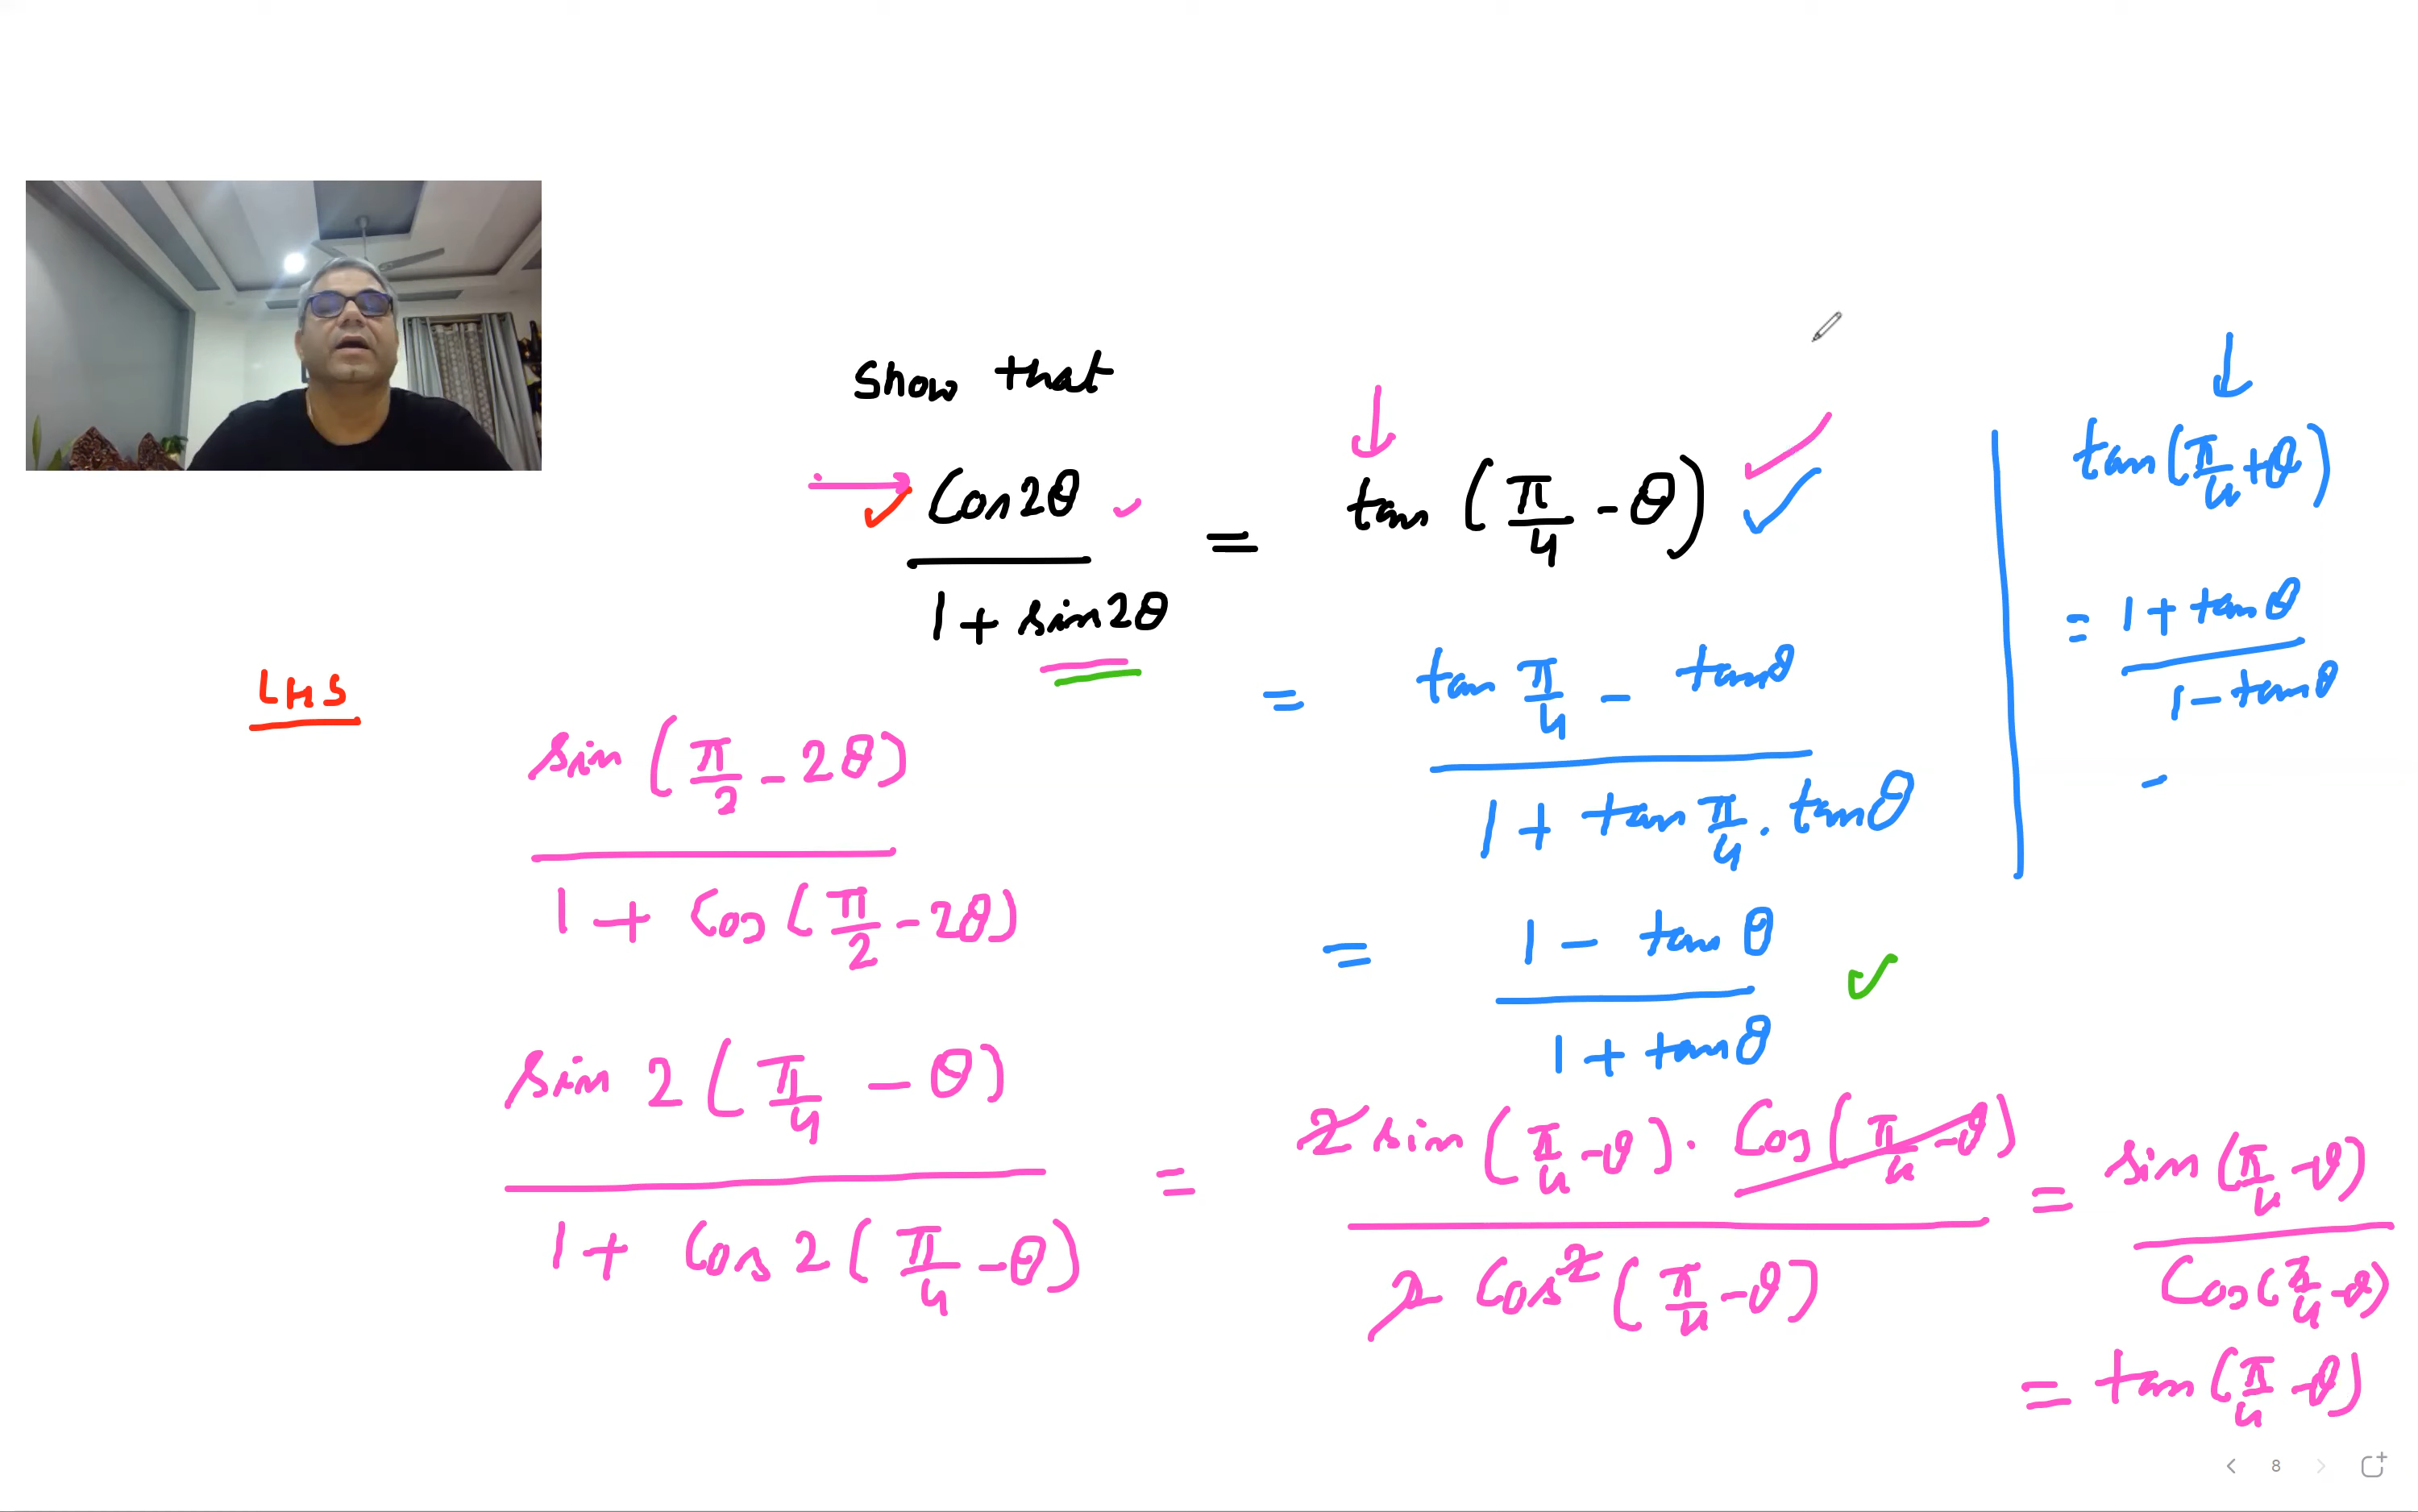 show that
cos2θ / 1 + sin2θ = tan (π/4 - θ)
tan(π/4 + θ)
= 1 + tanθ / 1 - tanθ
-
= tan π/4 - tanθ / 1 + tan π/4 . tanθ
= 1 - tanθ / 1 + tanθ
LHS
sin (π/2 - 2θ) / 1 + cos (π/2 - 2θ)
sin 2 (π/4 - θ) / 1 + cos 2 (π/4 - θ) = 2 sin (π/4 - θ) . cos (π/4 - θ) / 2 cos² (π/4 - θ) = sin (π/4 - θ) / cos (π/4 - θ)
= tan (π/4 - θ)
8